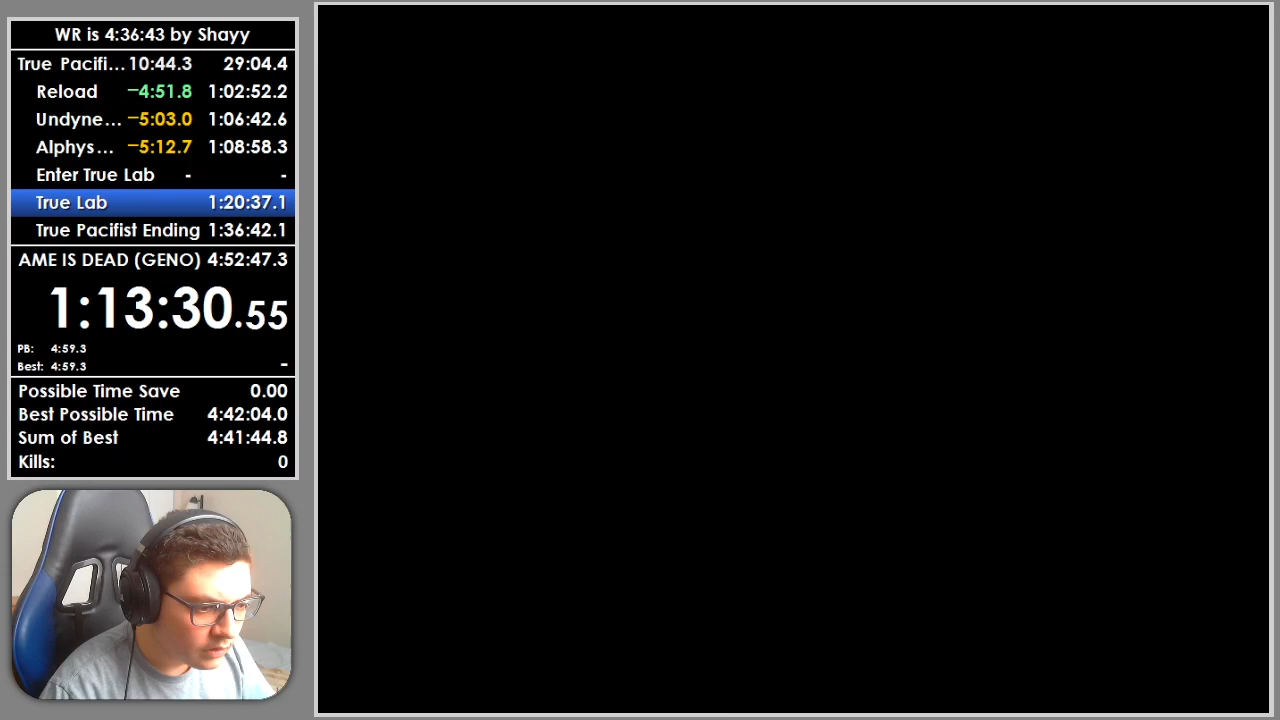 WR is 4:36:43 by Shayy
True Pacifi... 10:44.3 29:04.4
Reload −4:51.8 1:02:52.2
Undyne... −5:03.0 1:06:42.6
Alphys... −5:12.7 1:08:58.3
Enter True Lab - -
True Lab 1:20:37.1
True Pacifist Ending 1:36:42.1
AME IS DEAD (GENO) 4:52:47.3
1:13:30.55
PB: 4:59.3
Best: 4:59.3 -
Possible Time Save 0.00
Best Possible Time 4:42:04.0
Sum of Best 4:41:44.8
Kills: 0